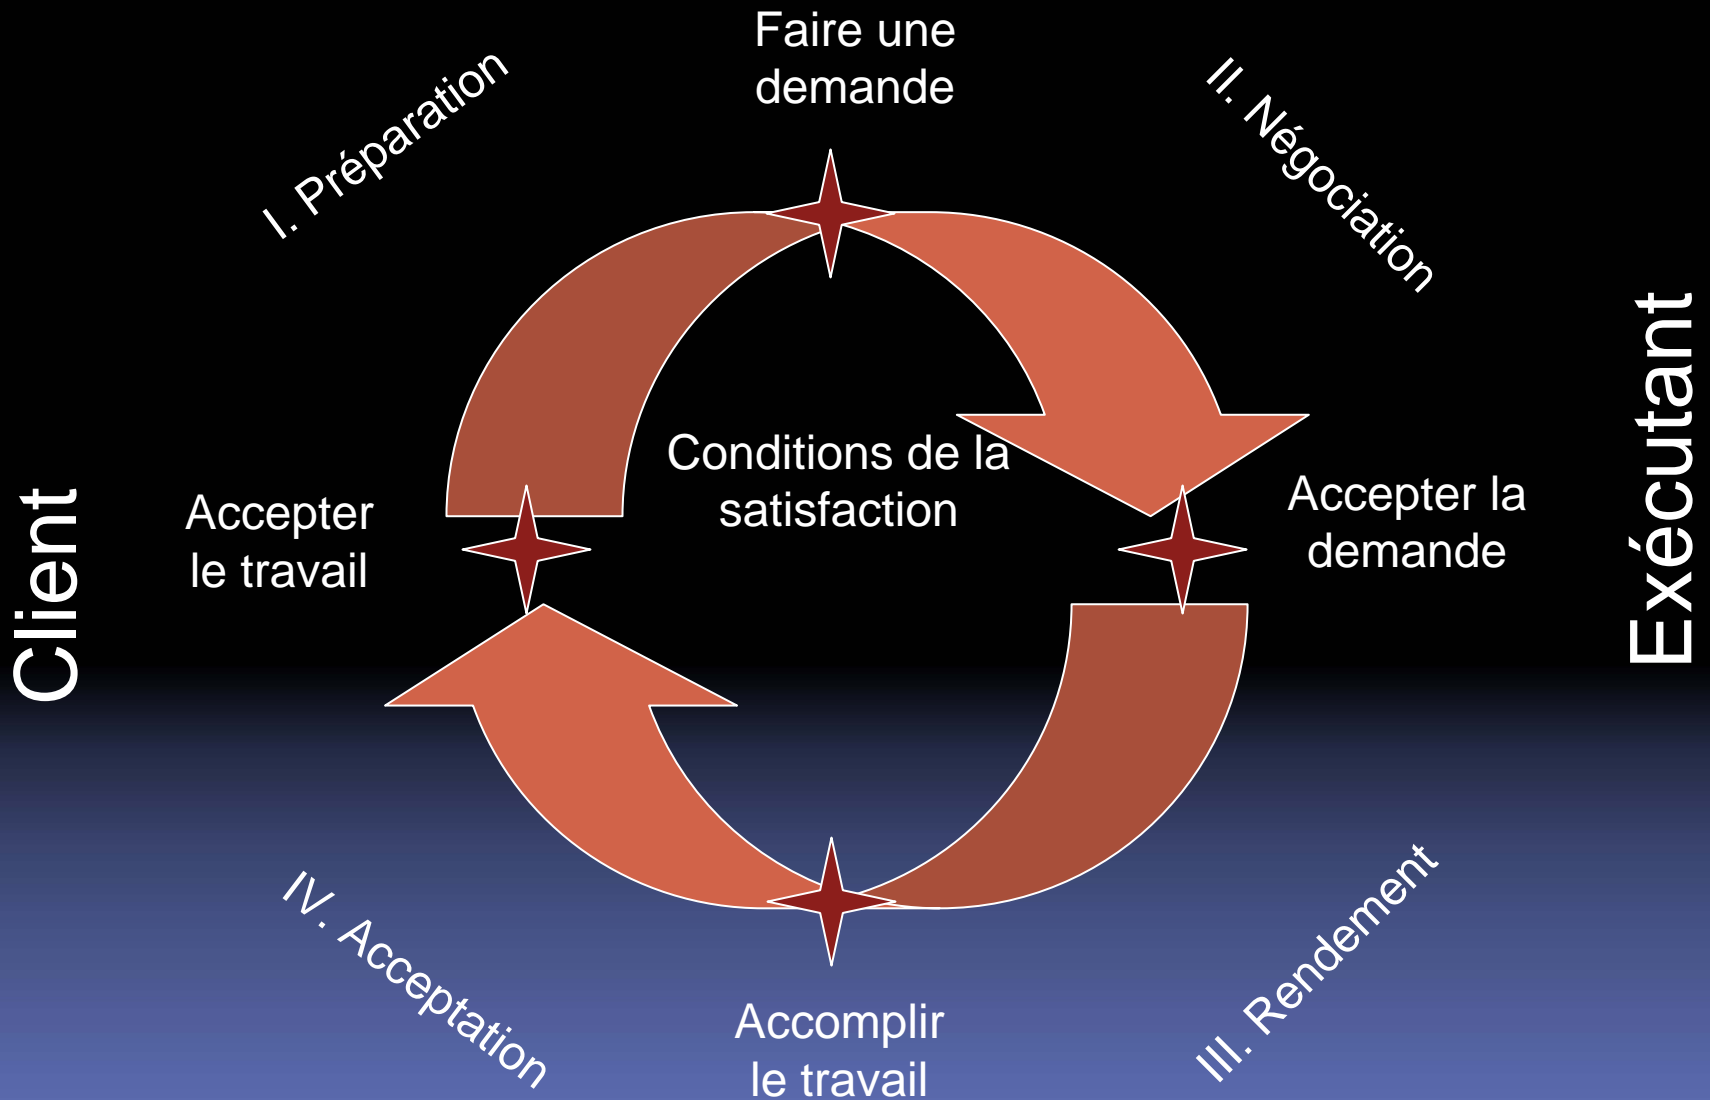 Faire une
demande
I. Préparation
II. Négociation
Client
Accepter
le travail
Conditions de la
satisfaction
Accepter la
demande
Exécutant
IV. Acceptation
Accomplir
le travail
III. Rendement